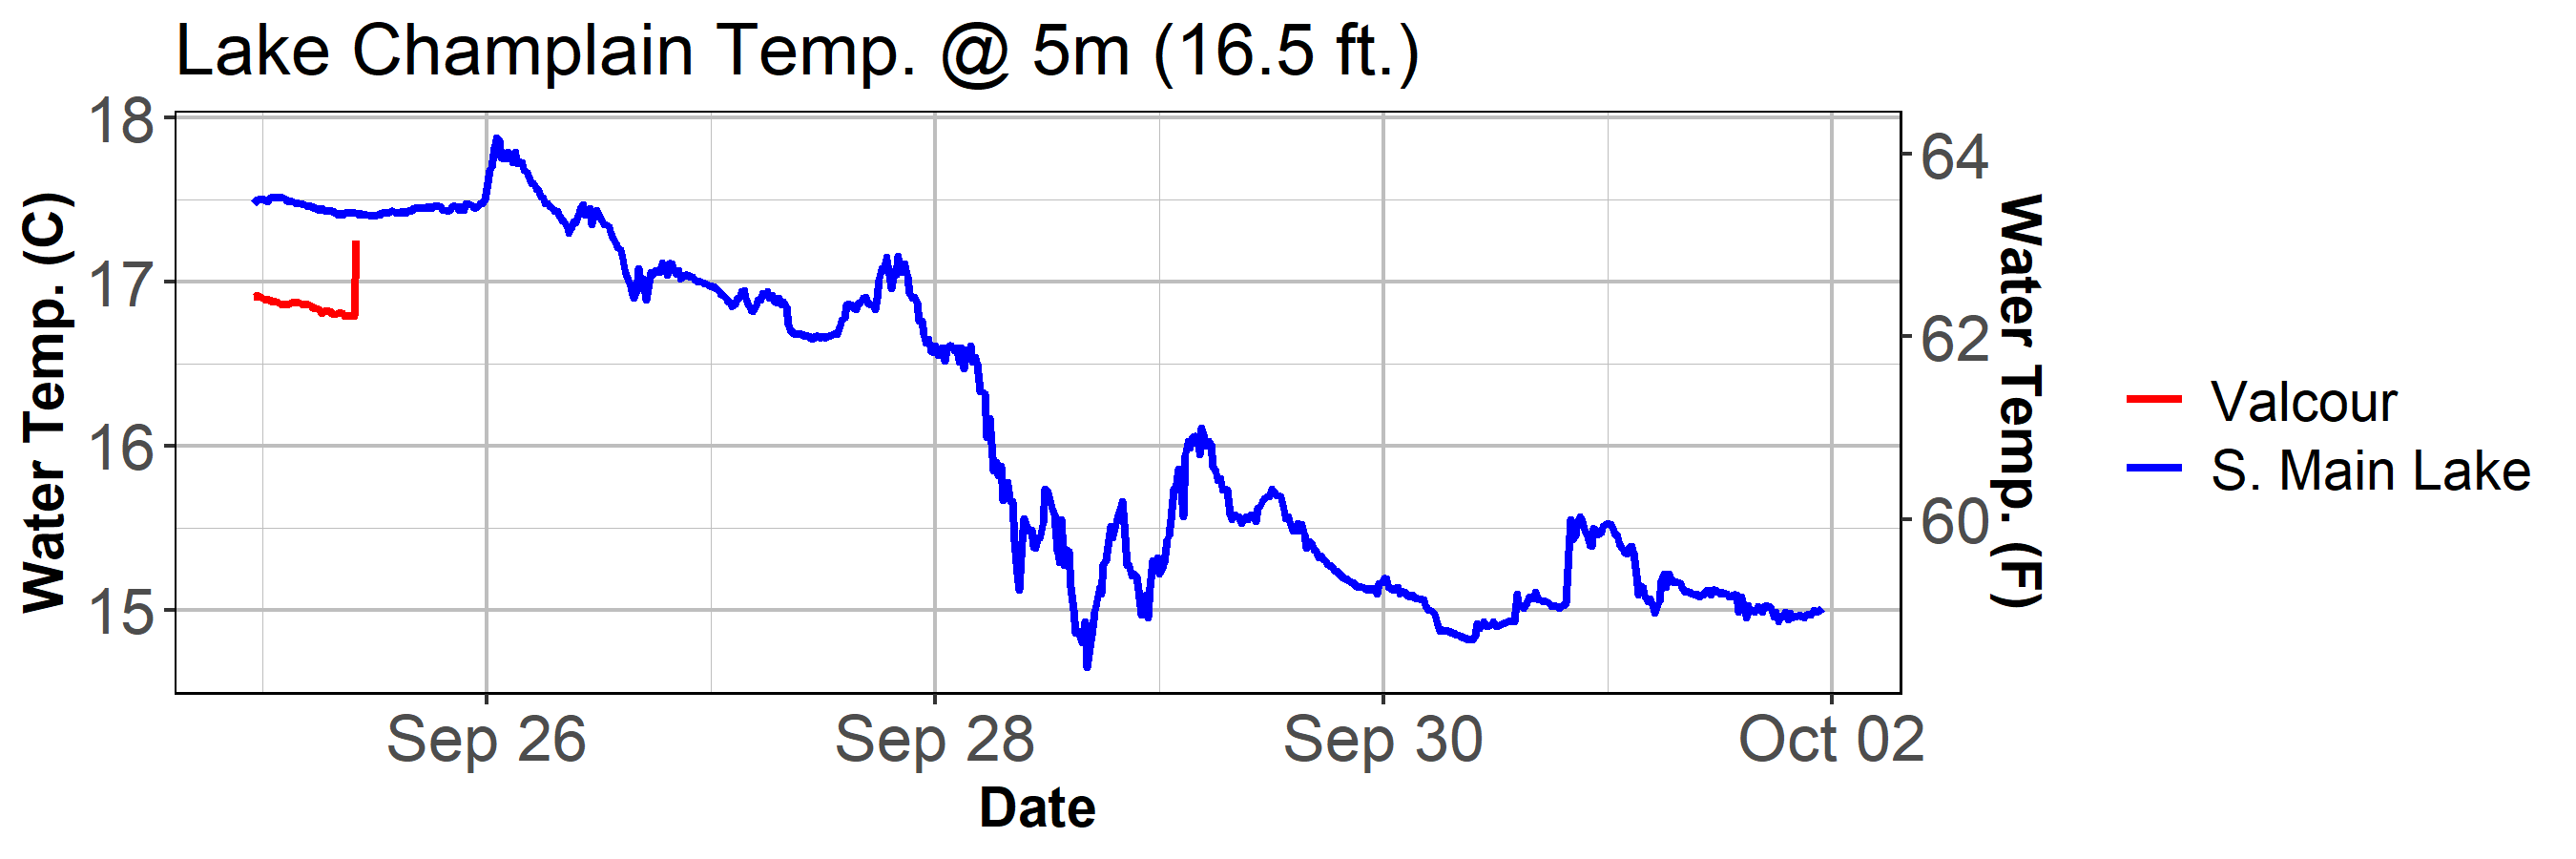 Lake Champlain Temp. @ 5m (16.5 ft.)
Water Temp. (C)
18
17
16
15
64
62
60
Water Temp. (F)
Sep 26
Sep 28
Sep 30
Oct 02
Date
Valcour
S. Main Lake